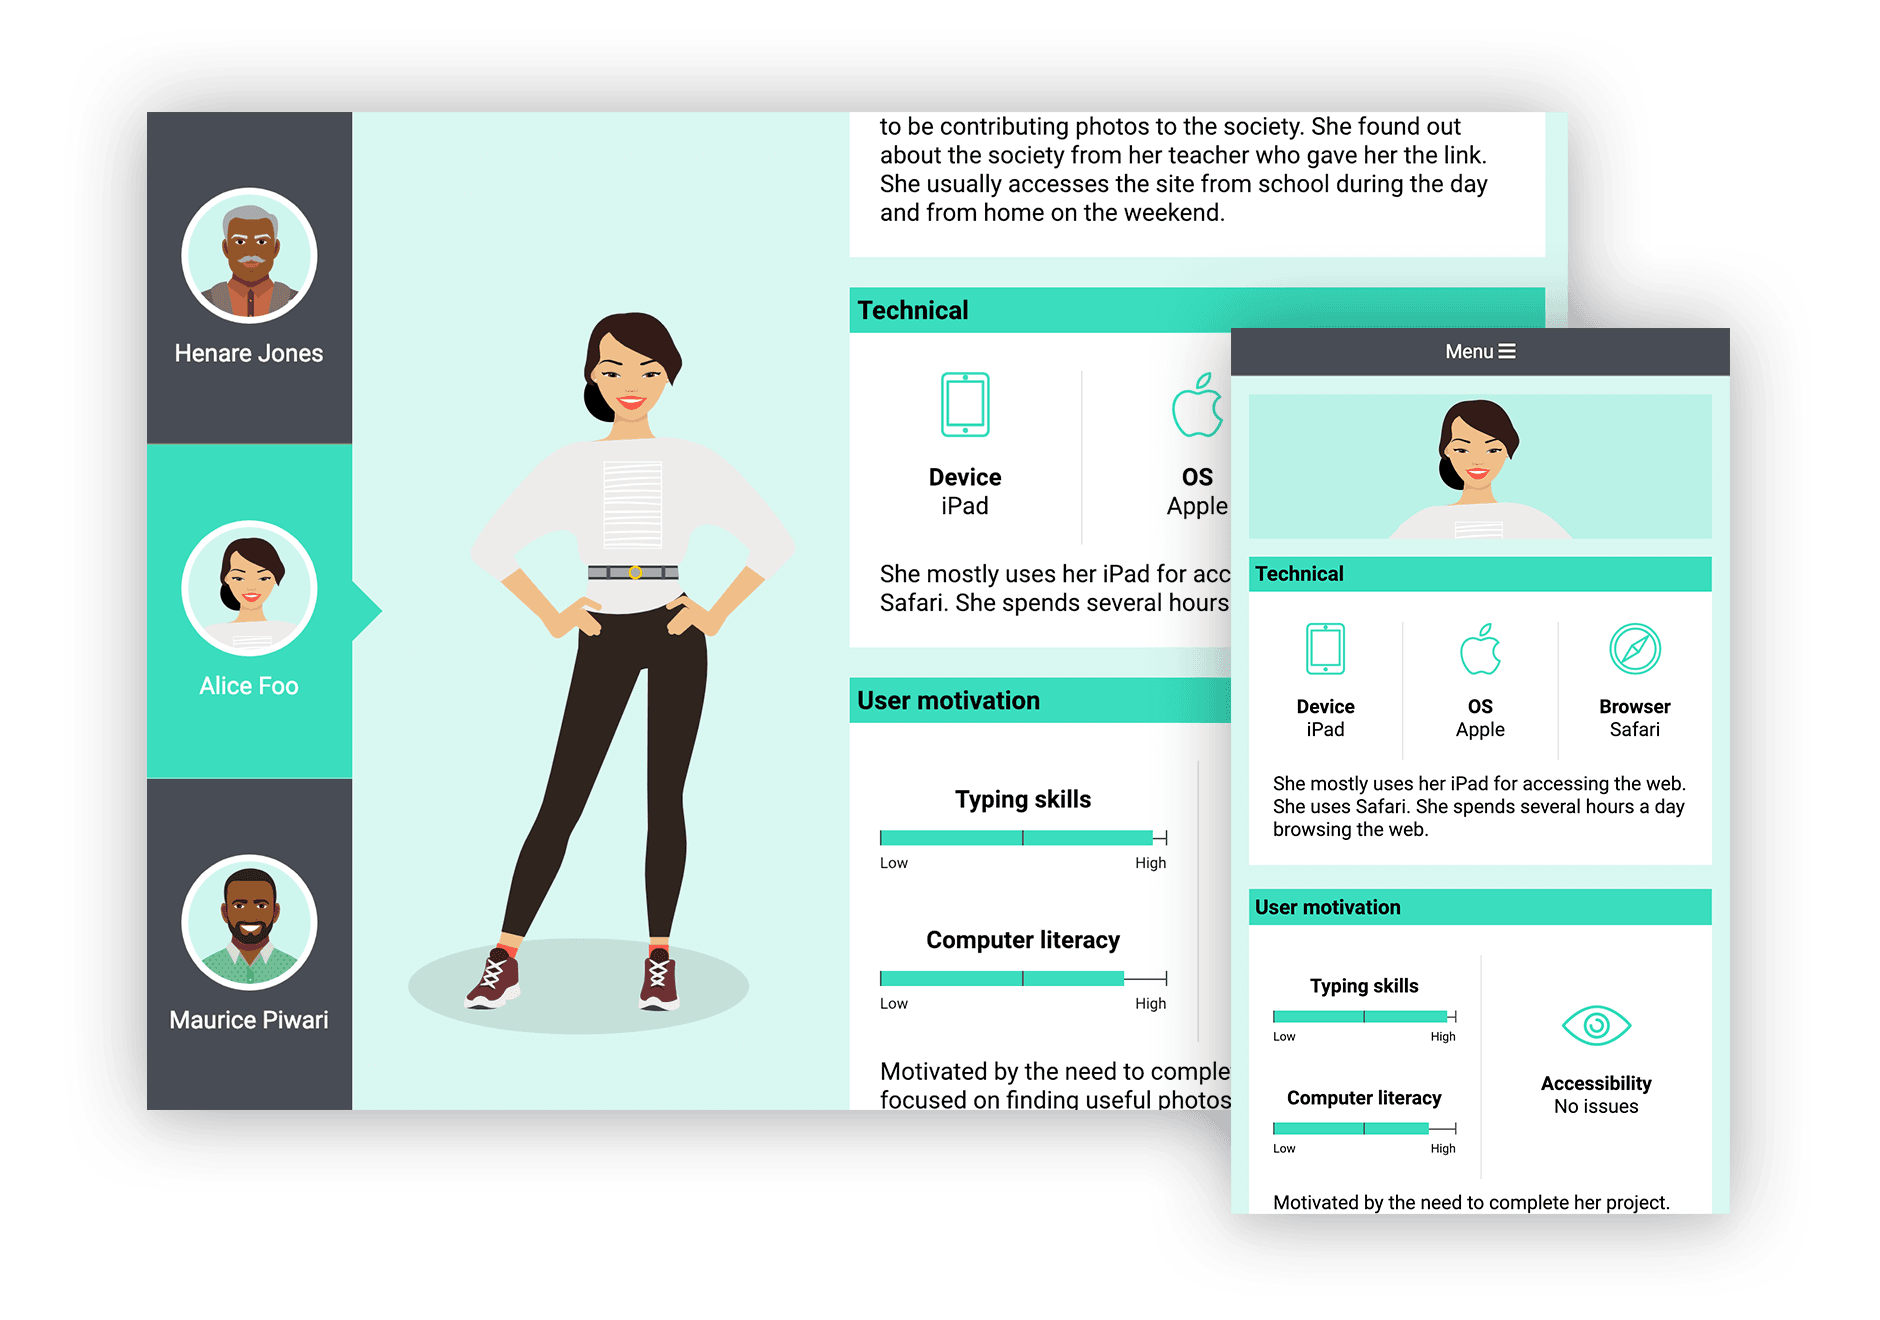 Henare Jones
Alice Foo
Maurice Piwari
to be contributing photos to the society. She found out
about the society from her teacher who gave her the link.
She usually accesses the site from school during the day
and from home on the weekend.
Technical
Device
iPad
OS
Apple
She mostly uses her iPad for acc
Safari. She spends several hours
User motivation
Typing skills
Low
High
Computer literacy
Low
High
Motivated by the need to comple
focused on finding useful photos
Menu
Technical
Device
iPad
OS
Apple
Browser
Safari
She mostly uses her iPad for accessing the web.
She uses Safari. She spends several hours a day
browsing the web.
User motivation
Typing skills
Low
High
Computer literacy
Low
High
Accessibility
No issues
Motivated by the need to complete her project.